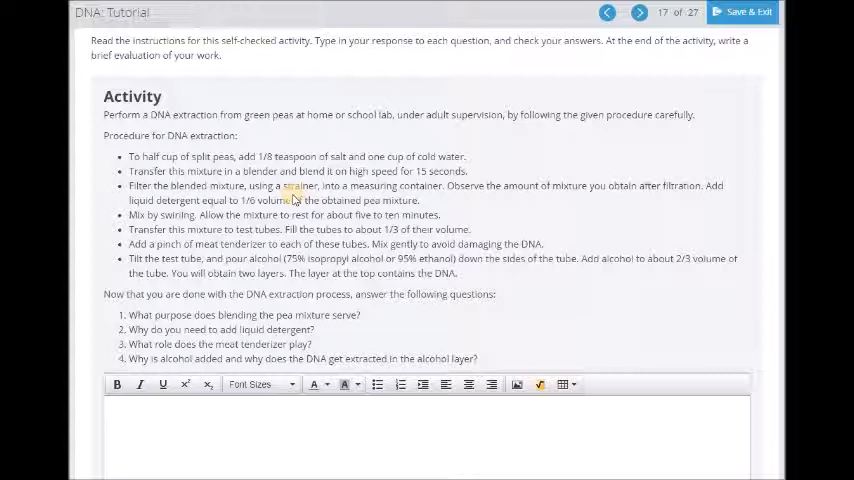 DNA: Tutorial
17 of 27
Save & Exit
Read the instructions for this self-checked activity. Type in your response to each question, and check your answers. At the end of the activity, write a
brief evaluation of your work.
Activity
Perform a DNA extraction from green peas at home or school lab, under adult supervision, by following the given procedure carefully.
Procedure for DNA extraction:
• To half cup of split peas, add 1/8 teaspoon of salt and one cup of cold water.
• Transfer this mixture in a blender and blend it on high speed for 15 seconds.
• Filter the blended mixture, using a strainer, into a measuring container. Observe the amount of mixture you obtain after filtration. Add
liquid detergent equal to 1/6 volume of the obtained pea mixture.
• Mix by swirling. Allow the mixture to rest for about five to ten minutes.
• Transfer this mixture to test tubes. Fill the tubes to about 1/3 of their volume.
• Add a pinch of meat tenderizer to each of these tubes. Mix gently to avoid damaging the DNA.
• Tilt the test tube, and pour alcohol (75% isopropyl alcohol or 95% ethanol) down the sides of the tube. Add alcohol to about 2/3 volume of
the tube. You will obtain two layers. The layer at the top contains the DNA.
Now that you are done with the DNA extraction process, answer the following questions:
1. What purpose does blending the pea mixture serve?
2. Why do you need to add liquid detergent?
3. What role does the meat tenderizer play?
4. Why is alcohol added and why does the DNA get extracted in the alcohol layer?
B I U x² x₂ Font Sizes A A